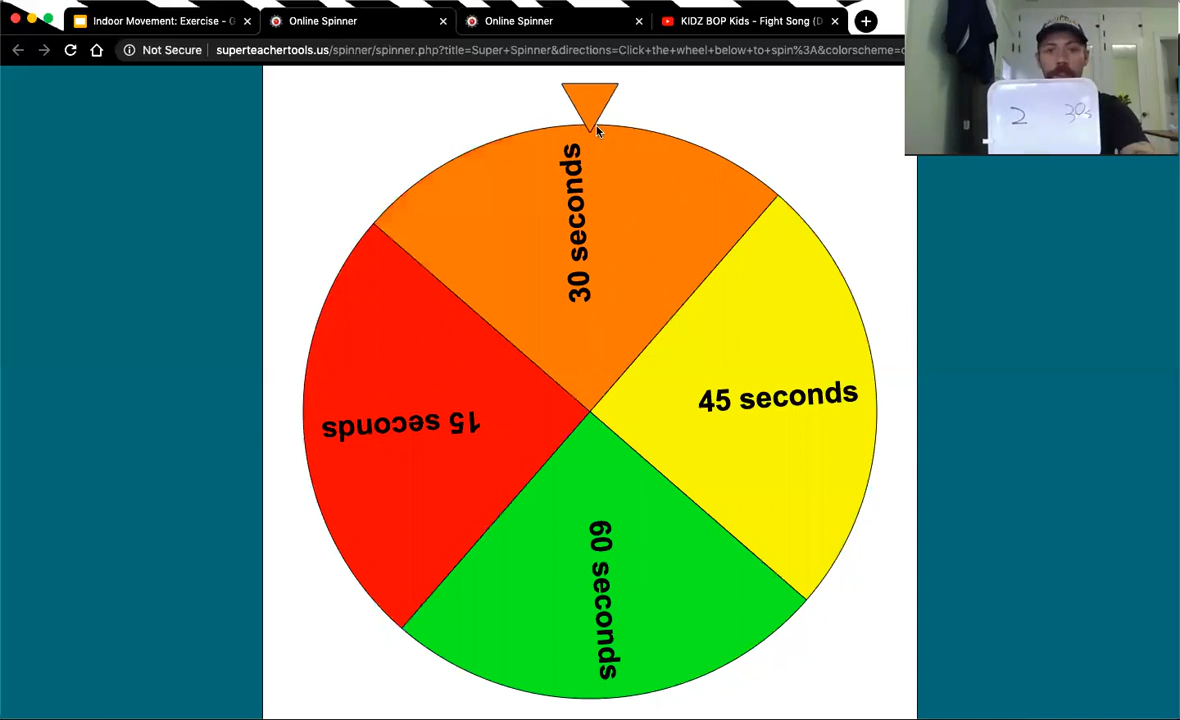 Indoor Movement: Exercise - G
Online Spinner
Online Spinner
KIDZ BOP Kids - Fight Song (D
Not Secure
superteachertools.us/spinner/spinner.php?title=Super+Spinner&directions=Click+the+wheel+below+to+spin%3A&colorscheme=c
2 30s
30 seconds
45 seconds
15 seconds
60 seconds